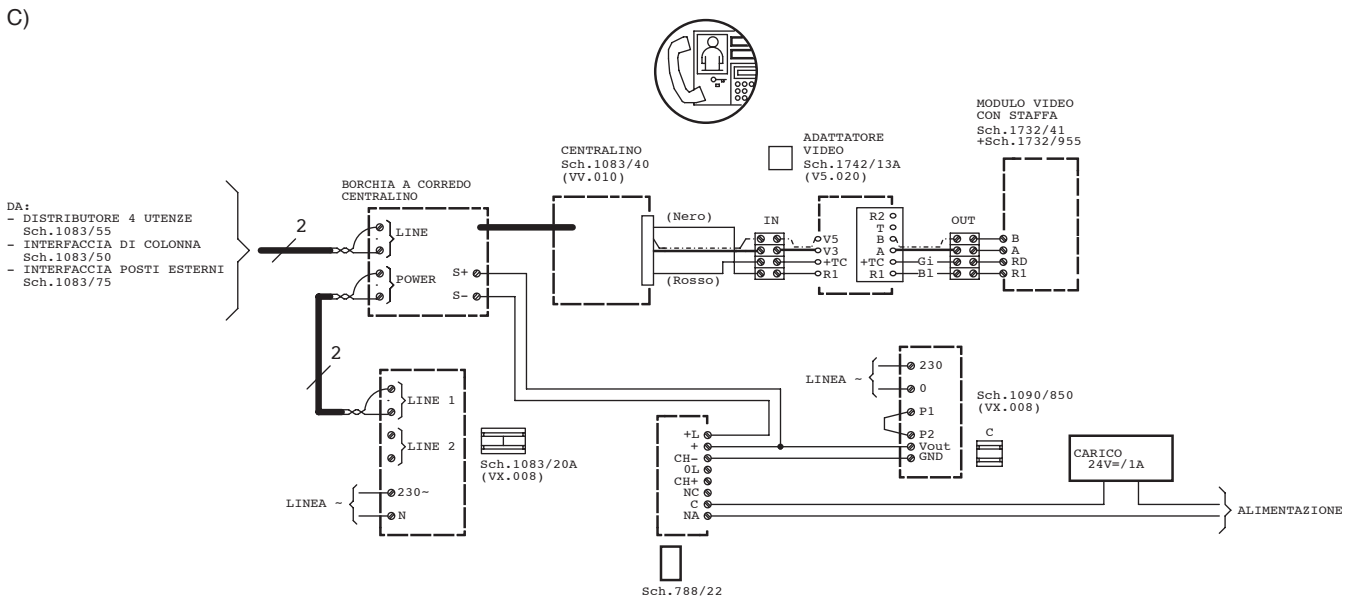 C)
MODULO VIDEO
CON STAFFA
Sch.1732/41
+Sch.1732/955
ADATTATORE
VIDEO
Sch.1742/13A
(V5.020)
CENTRALINO
Sch.1083/40
(VV.010)
BORCHIA A CORREDO
CENTRALINO
DA:
- DISTRIBUTORE 4 UTENZE
Sch.1083/55
- INTERFACCIA DI COLONNA
Sch.1083/50
- INTERFACCIA POSTI ESTERNI
Sch.1083/75
2
LINE
POWER
S+
S-
(Nero)
(Rosso)
IN
V5
V3
+TC
R1
R2
T
B
A
+TC
R1
Gi
Bl
OUT
B
A
RD
R1
2
LINE 1
LINE 2
230~
N
LINEA ~
Sch.1083/20A
(VX.008)
LINEA ~
230
0
P1
P2
Vout
GND
Sch.1090/850
(VX.008)
C
+L
+
CH-
0L
CH+
NC
C
NA
Sch.788/22
CARICO
24V=/1A
ALIMENTAZIONE